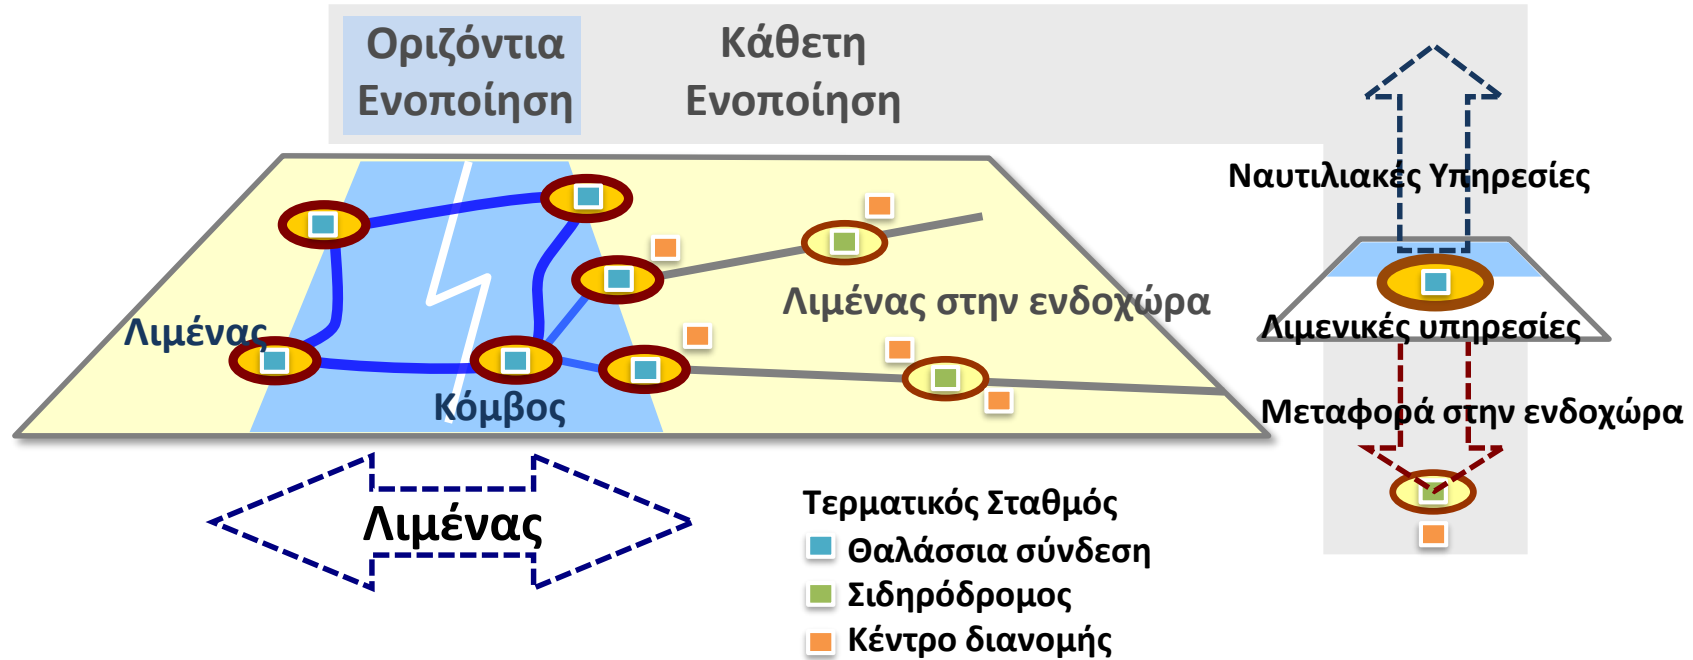 Οριζόντια
Ενοποίηση
Κάθετη
Ενοποίηση
Ναυτιλιακές Υπηρεσίες
Λιμένας στην ενδοχώρα
Λιμένας
Λιμενικές υπηρεσίες
Κόμβος
Μεταφορά στην ενδοχώρα
Λιμένας
Τερματικός Σταθμός
Θαλάσσια σύνδεση
Σιδηρόδρομος
Κέντρο διανομής